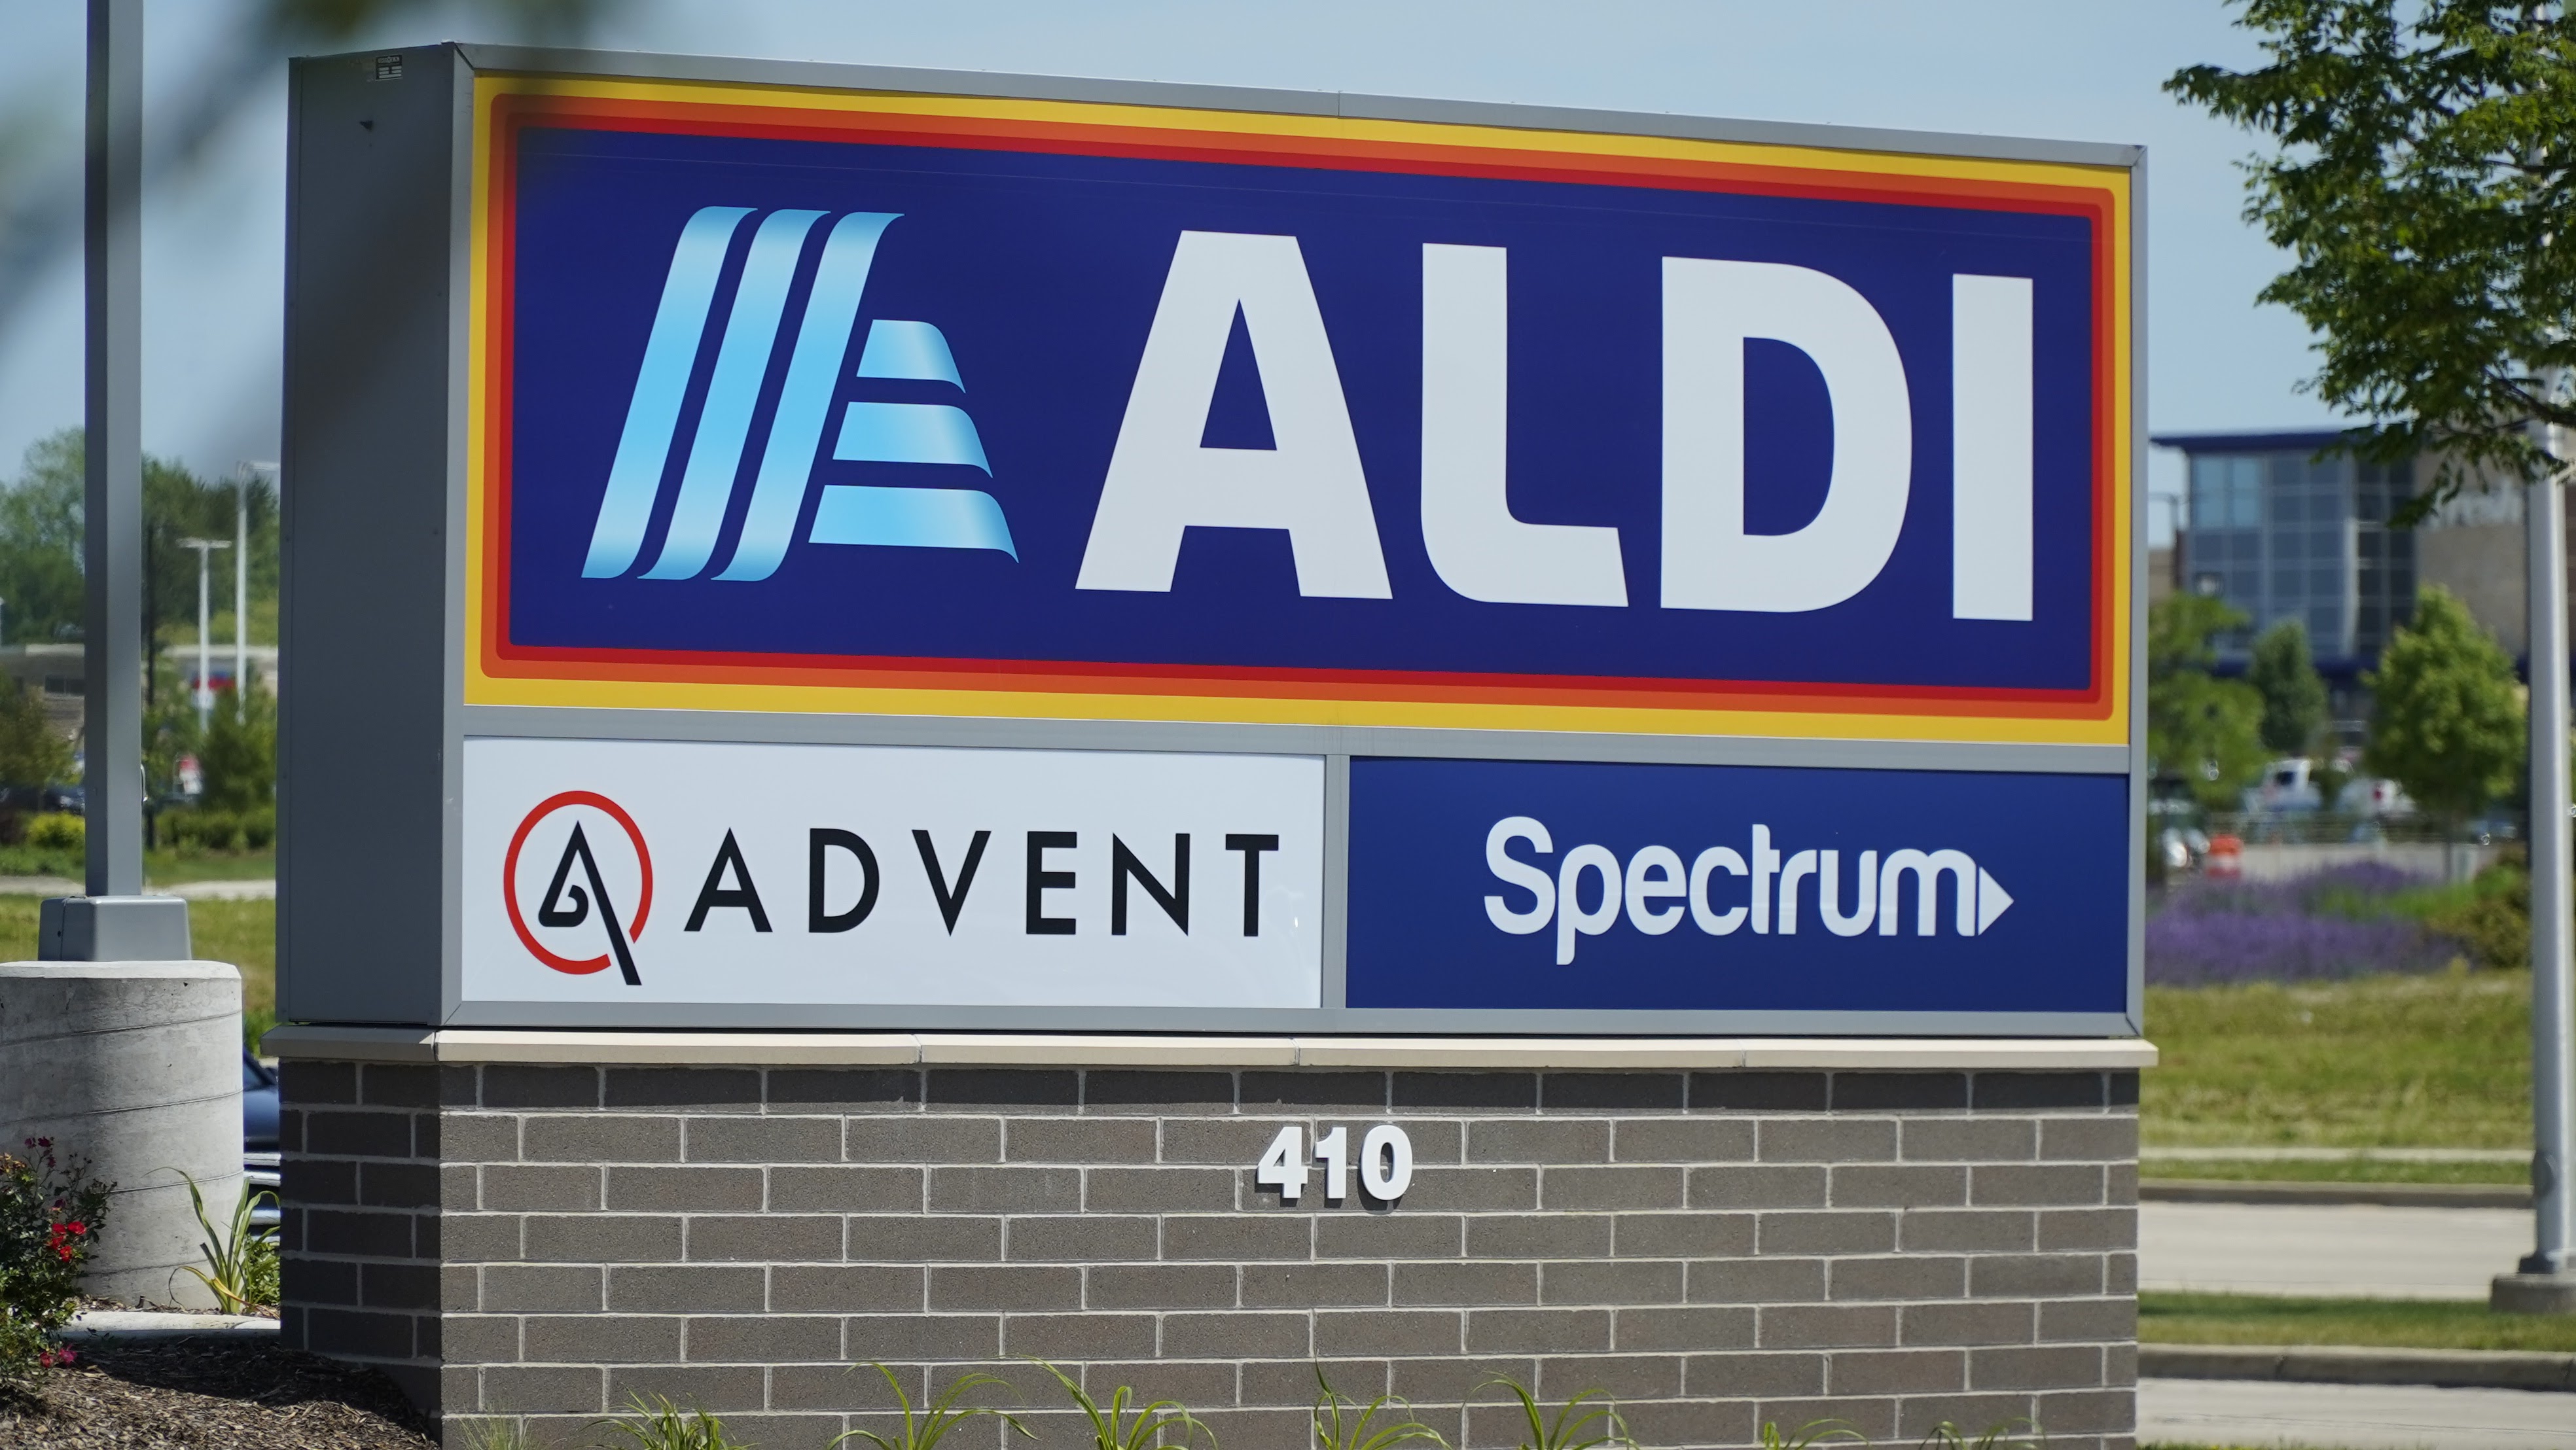 ALDI
ADVENT
Spectrum
410